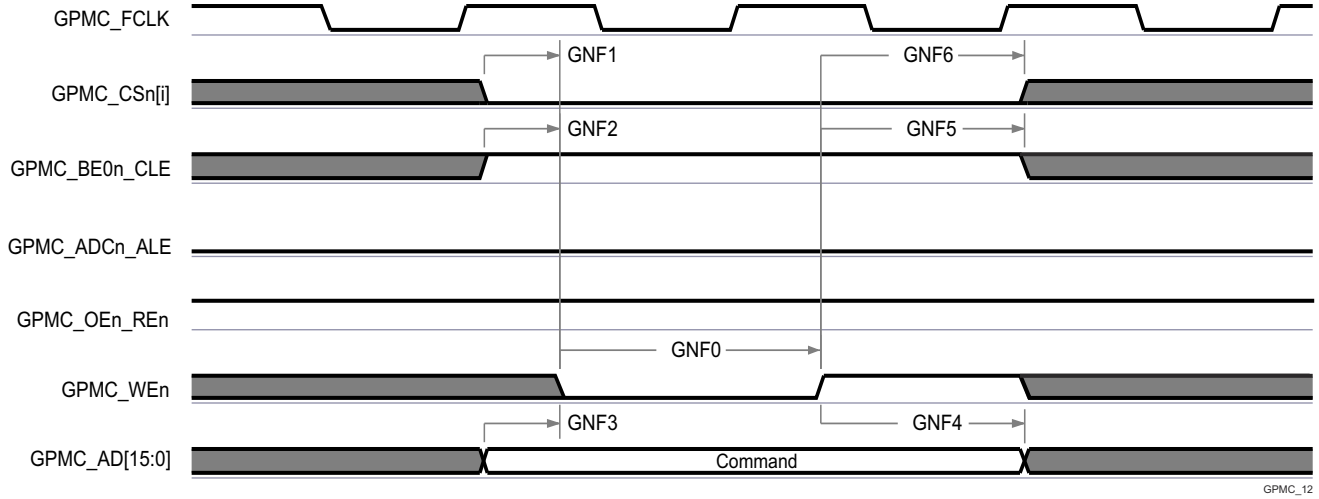 GPMC_FCLK
GNF1
GNF6
GPMC_CSn[i]
GNF2
GNF5
GPMC_BE0n_CLE
GPMC_ADCn_ALE
GPMC_OEn_REn
GNF0
GPMC_WEn
GNF3
GNF4
GPMC_AD[15:0]
Command
GPMC_12